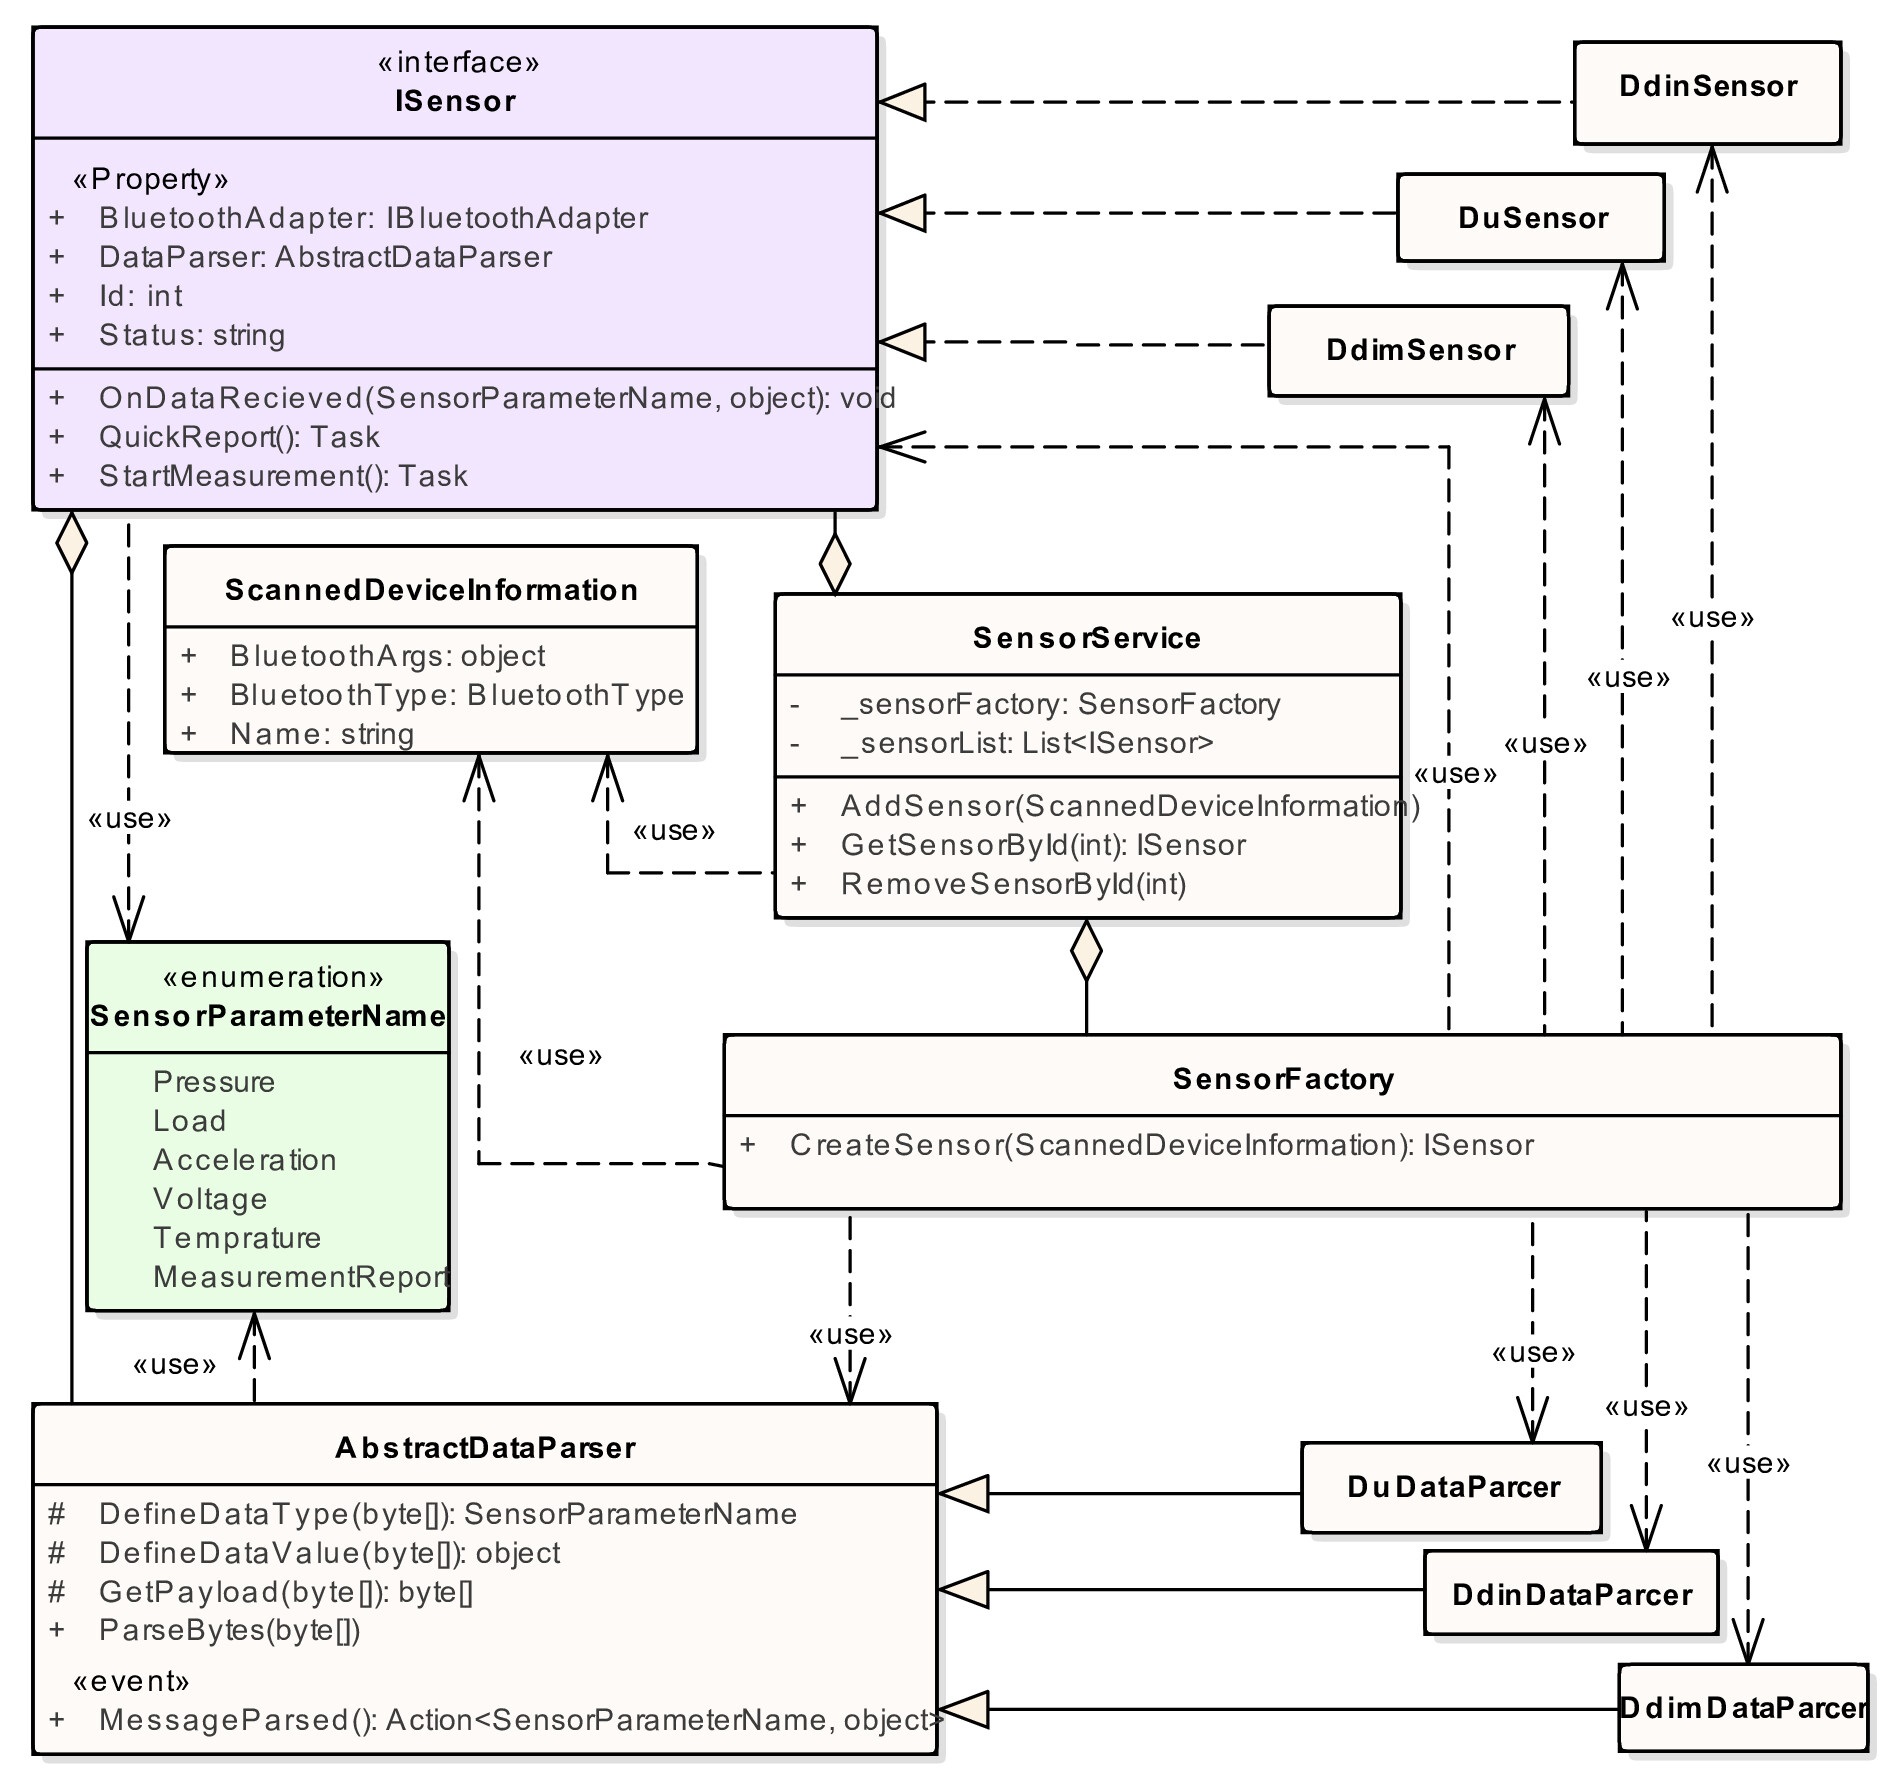 «interface»
ISensor
«Property»
+ BluetoothAdapter: IBluetoothAdapter
+ DataParser: AbstractDataParser
+ Id: int
+ Status: string
+ OnDataRecieved(SensorParameterName, object): void
+ QuickReport(): Task
+ StartMeasurement(): Task
DdinSensor
DuSensor
DdimSensor
ScannedDeviceInformation
+ BluetoothArgs: object
+ BluetoothType: BluetoothType
+ Name: string
SensorService
- _sensorFactory: SensorFactory
- _sensorList: List<ISensor>
+ AddSensor(ScannedDeviceInformation)
+ GetSensorById(int): ISensor
+ RemoveSensorById(int)
«use»
«use»
«use»
«use»
«use»
«use»
«enumeration»
SensorParameterName
Pressure
Load
Acceleration
Voltage
Temprature
MeasurementReport
«use»
SensorFactory
+ CreateSensor(ScannedDeviceInformation): ISensor
«use»
«use»
«use»
«use»
«use»
AbstractDataParser
# DefineDataType(byte[]): SensorParameterName
# DefineDataValue(byte[]): object
# GetPayload(byte[]): byte[]
+ ParseBytes(byte[])
«event»
+ MessageParsed(): Action<SensorParameterName, object>
DuDataParcer
DdinDataParcer
DdimDataParcer